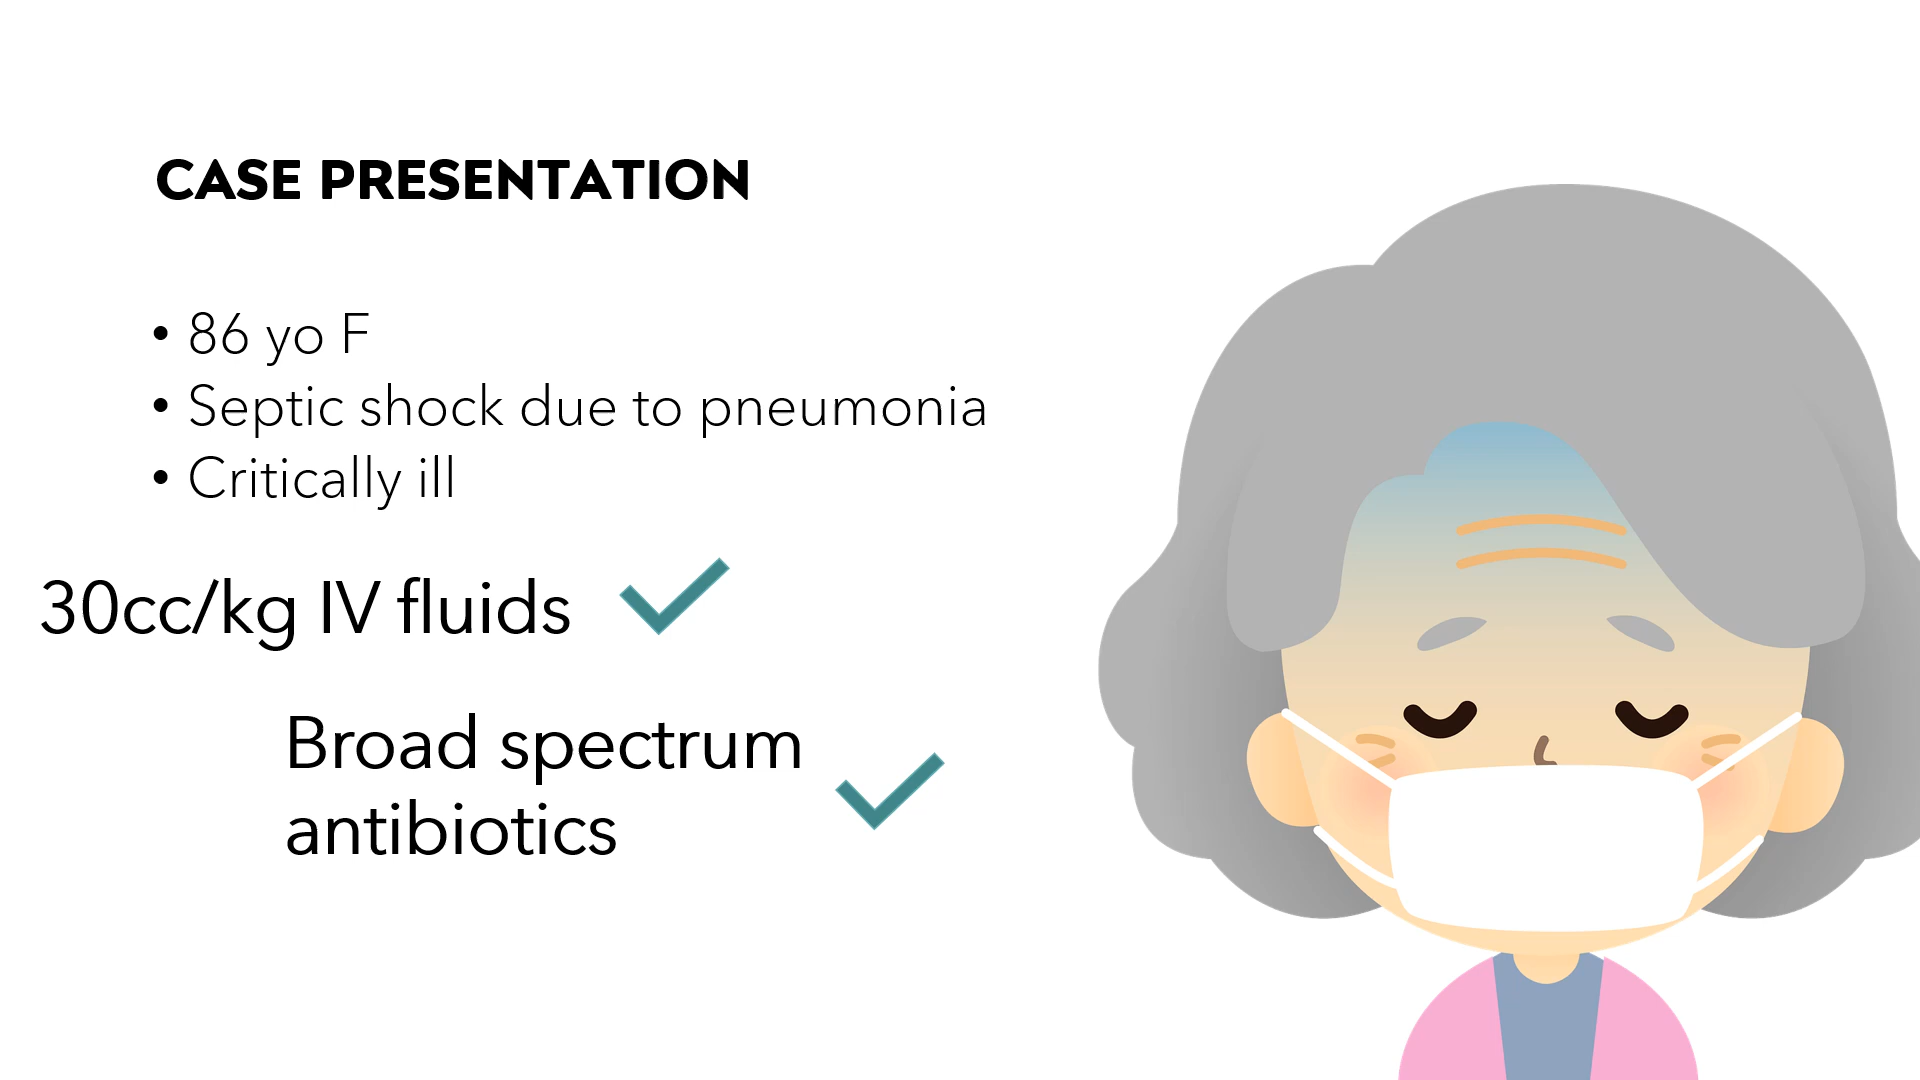 CASE PRESENTATION
• 86 yo F
• Septic shock due to pneumonia
• Critically ill
30cc/kg IV fluids
Broad spectrum
antibiotics